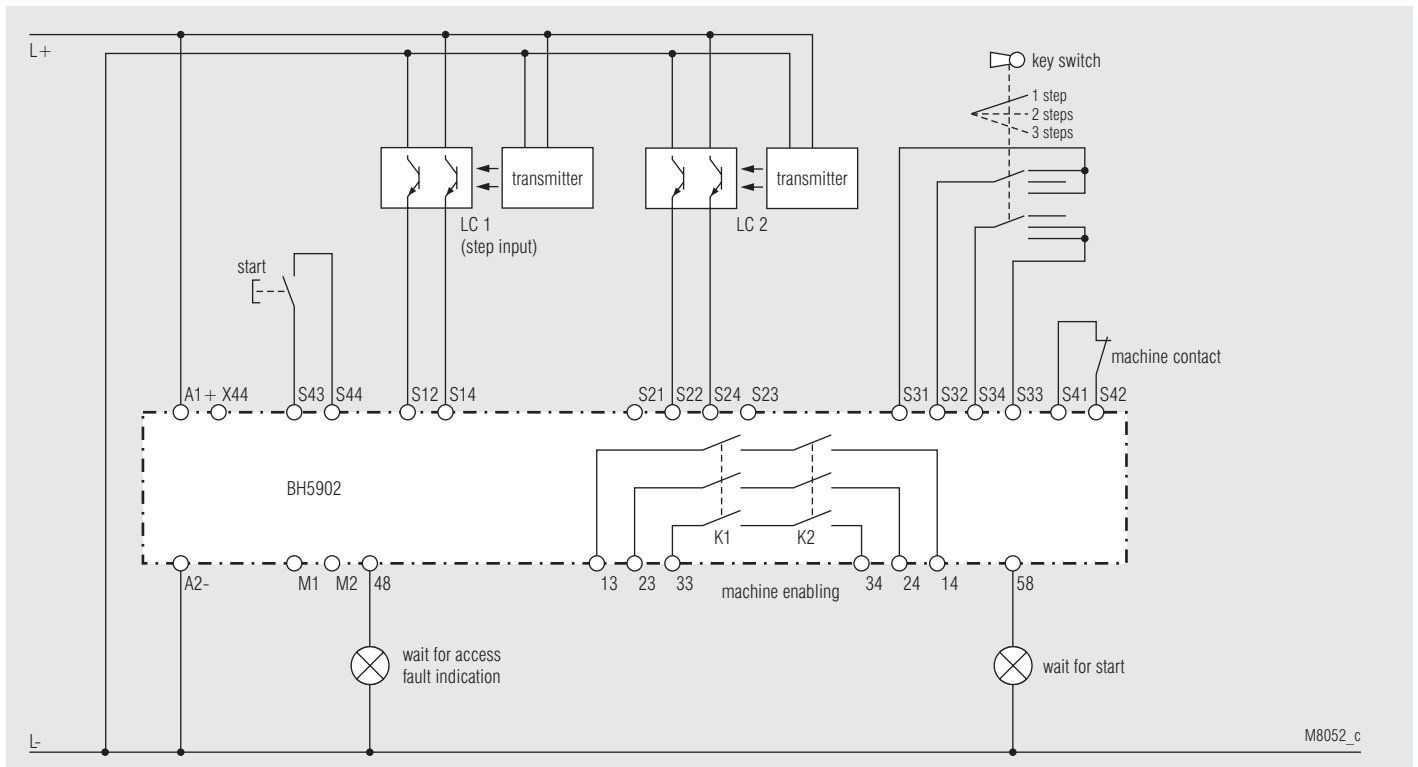 L+
key switch
1 step
2 steps
3 steps
transmitter
transmitter
LC 1
(step input)
LC 2
start
machine contact
A1+ X44 S43 S44 S12 S14 S21 S22 S24 S23 S31 S32 S34 S33 S41 S42
BH5902
K1 K2
A2- M1 M2 48 13 23 33 machine enabling 34 24 14 58
wait for access
fault indication
wait for start
L-
M8052_c